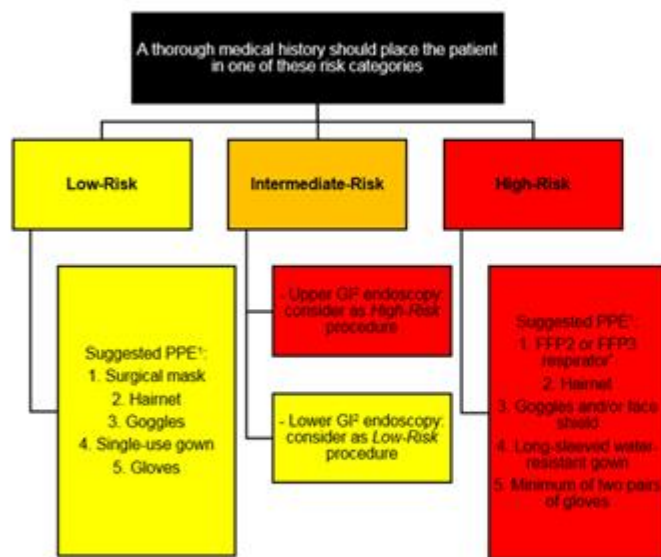 A thorough medical history should place the patient
in one of these risk categories
Low-Risk
Intermediate-Risk
High-Risk
Suggested PPE¹:
1. Surgical mask
2. Hairnet
3. Goggles
4. Single-use gown
5. Gloves
- Upper GI² endoscopy:
consider as High-Risk
procedure
- Lower GI² endoscopy:
consider as Low-Risk
procedure
Suggested PPE¹:
1. FFP2 or FFP3
respirator*
2. Hairnet
3. Goggles and/or face
shield
4. Long-sleeved water-
resistant gown
5. Minimum of two pairs
of gloves